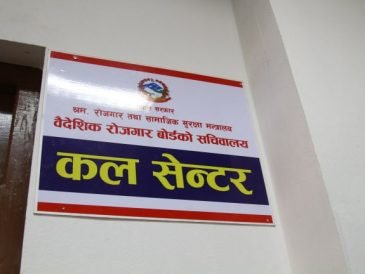 नेपाल सरकार
श्रम, रोजगार तथा सामाजिक सुरक्षा मन्त्रालय
वैदेशिक रोजगार बोर्डको सचिवालय
कल सेन्टर